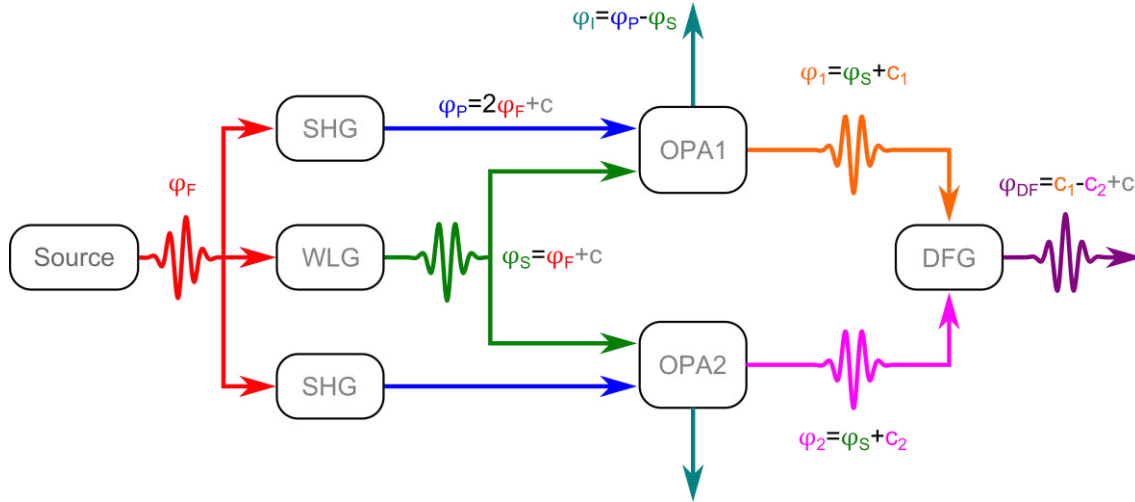 φI=φP-φS
φ1=φS+c1
SHG
φP=2φF+c
OPA1
φF
φDF=c1-c2+c
Source
WLG
φS=φF+c
DFG
SHG
OPA2
φ2=φS+c2